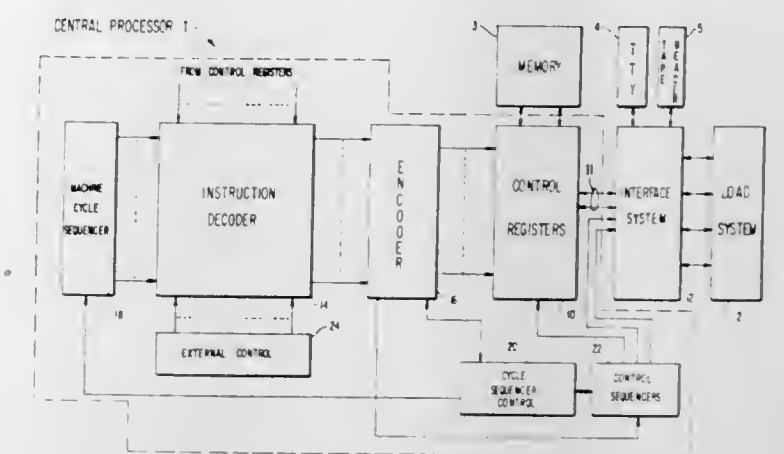 CENTRAL PROCESSOR 1
FROM CONTROL REGISTERS
3
MEMORY
4
TTY
5
TAPE READER
MACHINE CYCLE SEQUENCER
18
INSTRUCTION DECODER
14
ENCODER
16
CONTROL REGISTERS
10
11
INTERFACE SYSTEM
12
LOAD SYSTEM
2
24
EXTERNAL CONTROL
20
CYCLE SEQUENCER CONTROL
22
CONTROL SEQUENCERS